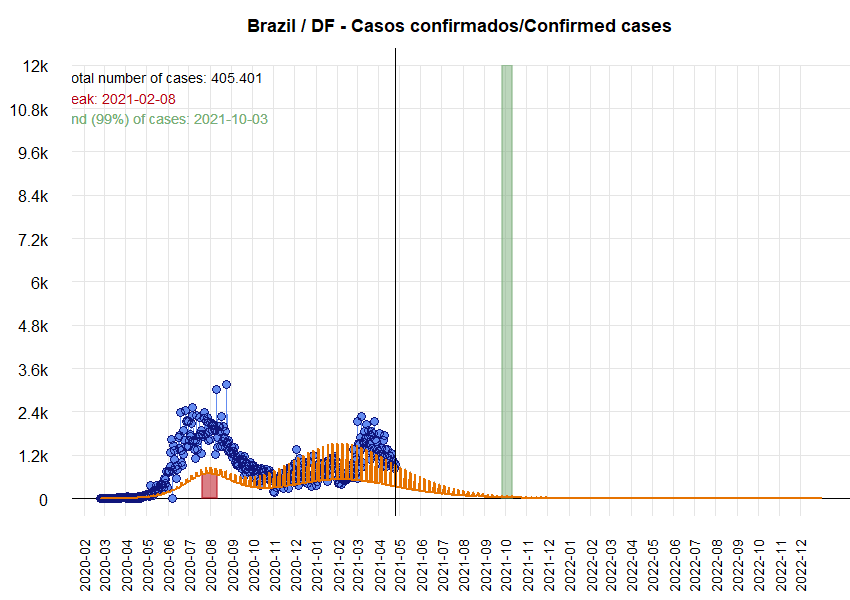 Brazil / DF - Casos confirmados/Confirmed cases
12k
10.8k
9.6k
8.4k
7.2k
6k
4.8k
3.6k
2.4k
1.2k
0
otal number of cases: 405.401
eak: 2021-02-08
nd (99%) of cases: 2021-10-03
2020-02
2020-03
2020-04
2020-05
2020-06
2020-07
2020-08
2020-09
2020-10
2020-11
2020-12
2021-01
2021-02
2021-03
2021-04
2021-05
2021-06
2021-07
2021-08
2021-09
2021-10
2021-11
2021-12
2022-01
2022-02
2022-03
2022-04
2022-05
2022-06
2022-07
2022-08
2022-09
2022-10
2022-11
2022-12